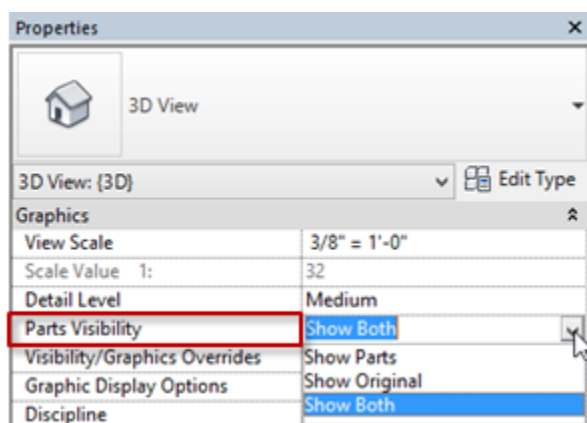 Properties
3D View
3D View: {3D} Edit Type
Graphics
View Scale 3/8" = 1'-0"
Scale Value 1: 32
Detail Level Medium
Parts Visibility Show Both
Visibility/Graphics Overrides Show Parts
Graphic Display Options Show Original
Discipline Show Both